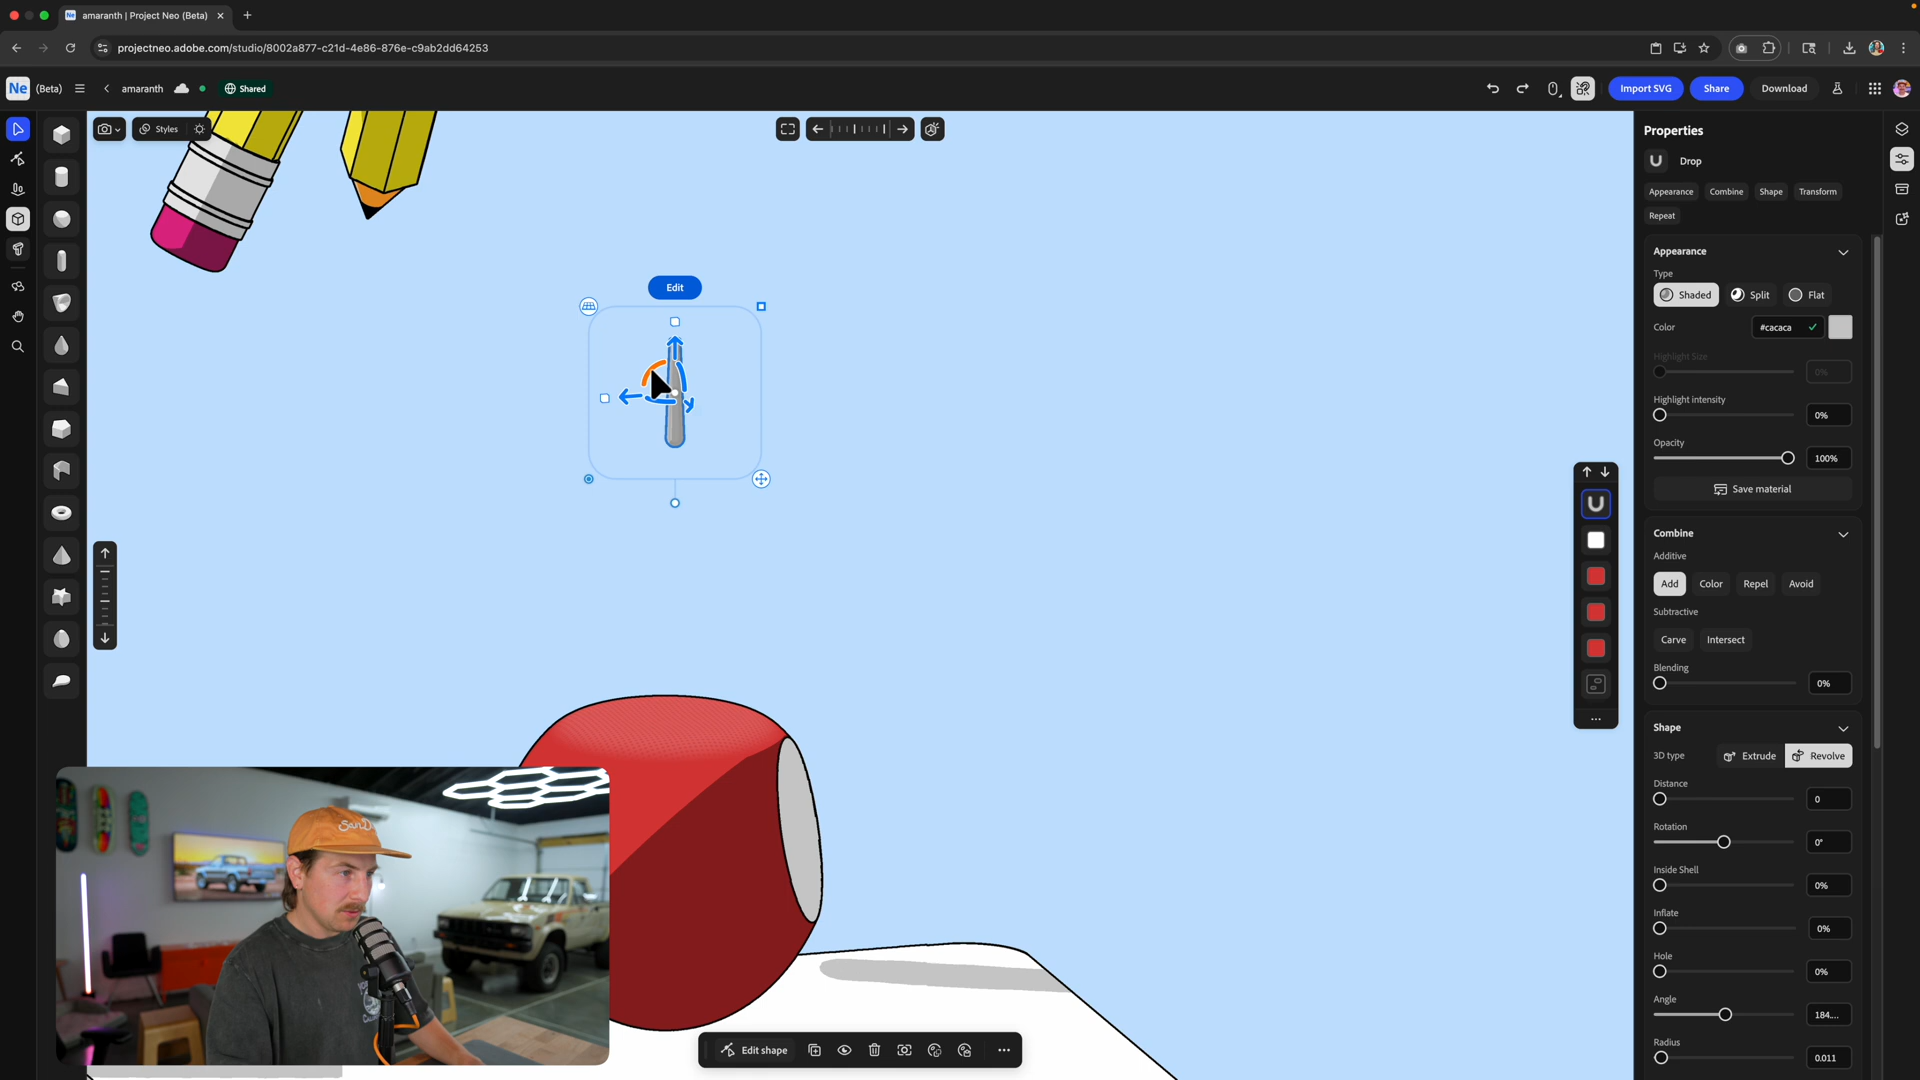 Ne amaranth | Project Neo (Beta)
projectneo.adobe.com/studio/8002a877-c21d-4e86-876e-c9ab2dd64253
Ne (Beta) amaranth Shared Import SVG Share Download
Styles
Edit
Properties
Drop
Appearance Combine Shape Transform
Repeat
Appearance
Type
Shaded Split Flat
Color #cacaca
Highlight Size 0%
Highlight intensity
0%
Opacity
100%
Save material
Combine
Additive
Add Color Repel Avoid
Subtractive
Carve Intersect
Blending
0%
Shape
3D type Extrude Revolve
Distance
0
Rotation
0°
Inside Shell
0%
Inflate
0%
Hole
0%
Angle
184....
Radius
0.011
Edit shape